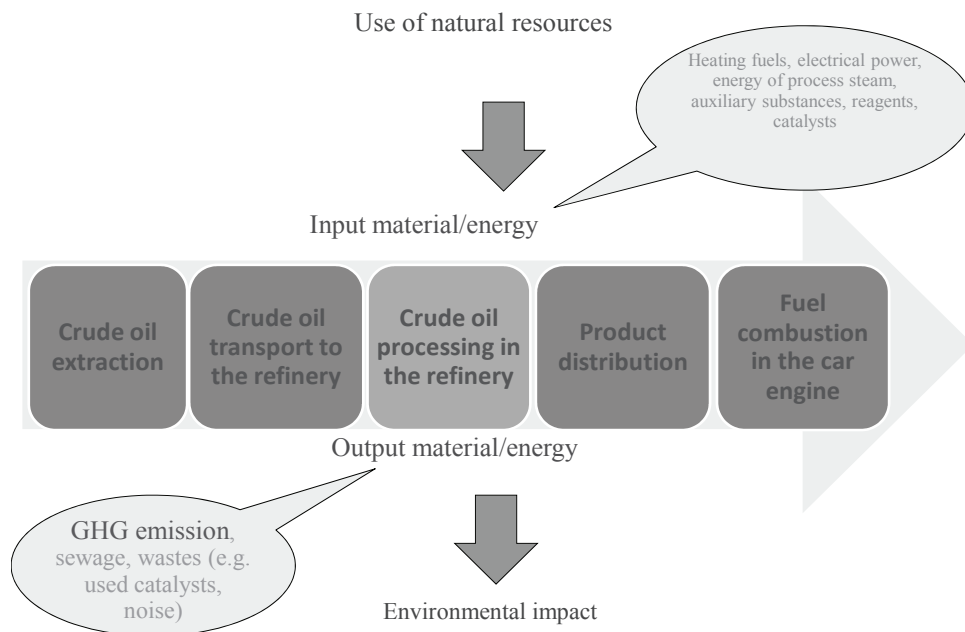 Use of natural resources
Heating fuels, electrical power,
energy of process steam,
auxiliary substances, reagents,
catalysts
Input material/energy
Crude oil
extraction
Crude oil
transport to
the refinery
Crude oil
processing in
the refinery
Product
distribution
Fuel
combustion
in the car
engine
Output material/energy
GHG emission,
sewage, wastes (e.g.
used catalysts,
noise)
Environmental impact